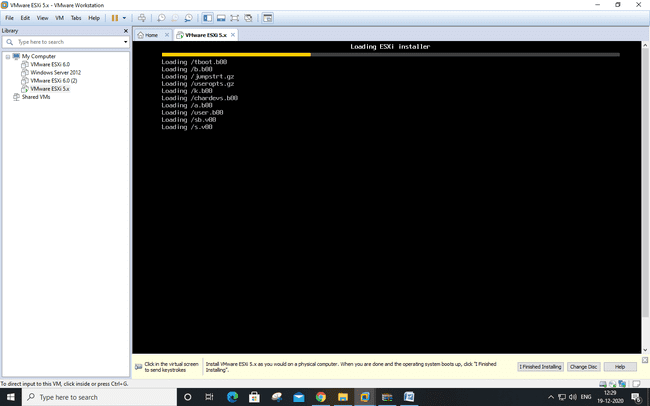 VMware ESXi 5.x - VMware Workstation
File Edit View VM Tabs Help
Library
Type here to search
My Computer
VMware ESXi 6.0
Windows Server 2012
VMware ESXi 6.0 (2)
VMware ESXi 5.x
Shared VMs
Home
VMware ESXi 5.x
Loading ESXi installer
Loading /tboot.b00
Loading /b.b00
Loading /jumpstrt.gz
Loading /useropts.gz
Loading /k.b00
Loading /chardevs.b00
Loading /a.b00
Loading /user.b00
Loading /sb.v00
Loading /s.v00
Click in the virtual screen
to send keystrokes
Install VMware ESXi 5.x as you would on a physical computer. When you are done and the operating system boots up, click "I Finished
Installing".
I Finished Installing
Change Disc
Help
To direct input to this VM, click inside or press Ctrl+G.
Type here to search
ENG
12:29
19-12-2020